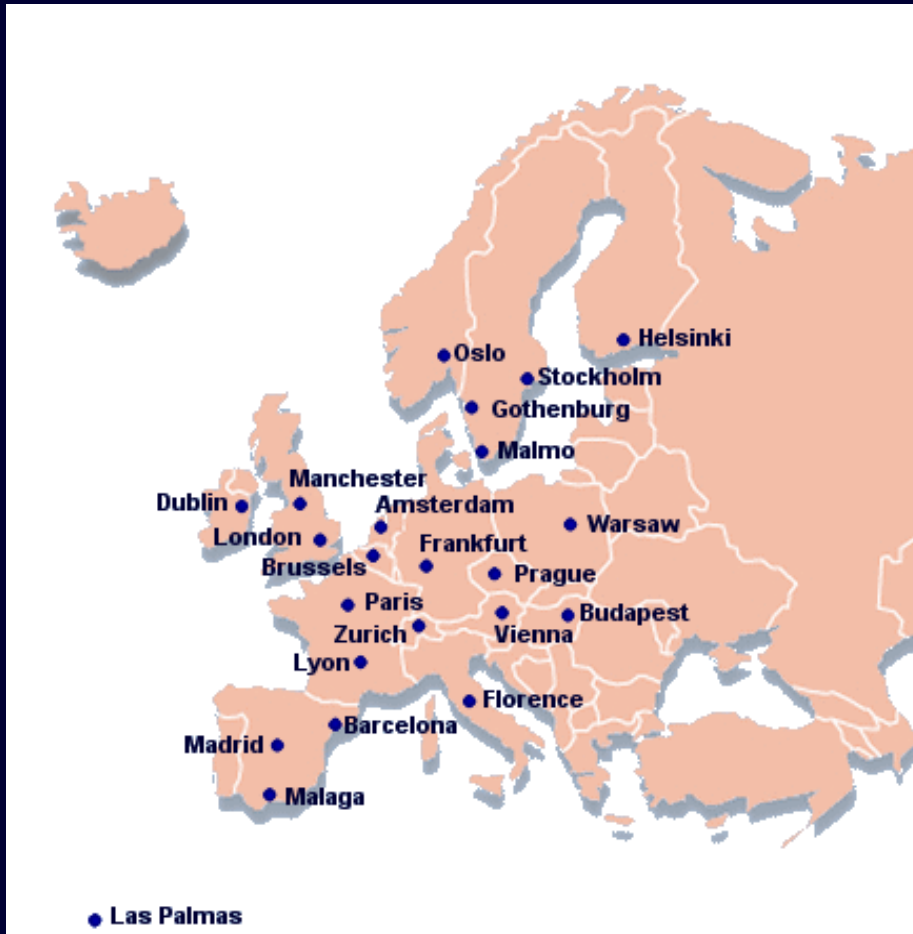 Helsinki
Oslo
Stockholm
Gothenburg
Malmo
Manchester
Dublin
Amsterdam
Warsaw
London
Frankfurt
Brussels
Prague
Paris
Budapest
Zurich
Vienna
Lyon
Florence
Barcelona
Madrid
Malaga
Las Palmas